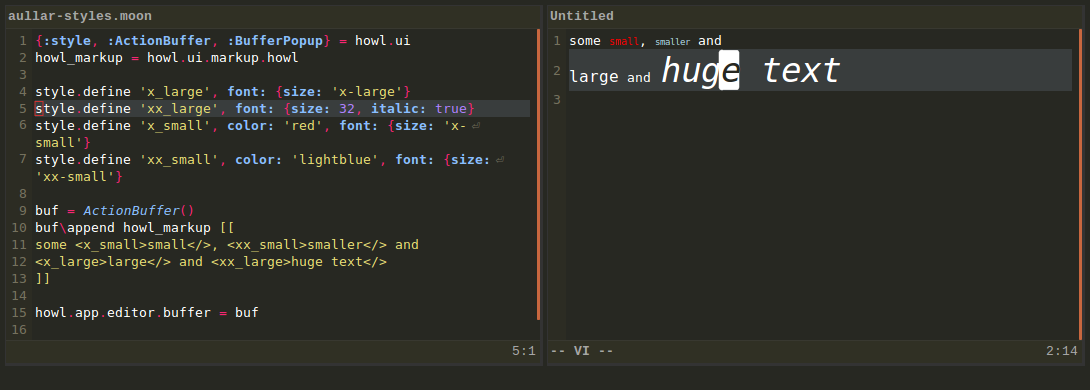 aullar-styles.moon
1 {:style, :ActionBuffer, :BufferPopup} = howl.ui
2 howl_markup = howl.ui.markup.howl
3
4 style.define 'x_large', font: {size: 'x-large'}
5 style.define 'xx_large', font: {size: 32, italic: true}
6 style.define 'x_small', color: 'red', font: {size: 'x-⏎
small'}
7 style.define 'xx_small', color: 'lightblue', font: {size:⏎
'xx-small'}
8
9 buf = ActionBuffer()
10 buf\append howl_markup [[
11 some <x_small>small</>, <xx_small>smaller</> and
12 <x_large>large</> and <xx_large>huge text</>
13 ]]
14
15 howl.app.editor.buffer = buf
16
5:1
Untitled
1 some small, smaller and
2 large and huge text
3
-- VI --
2:14